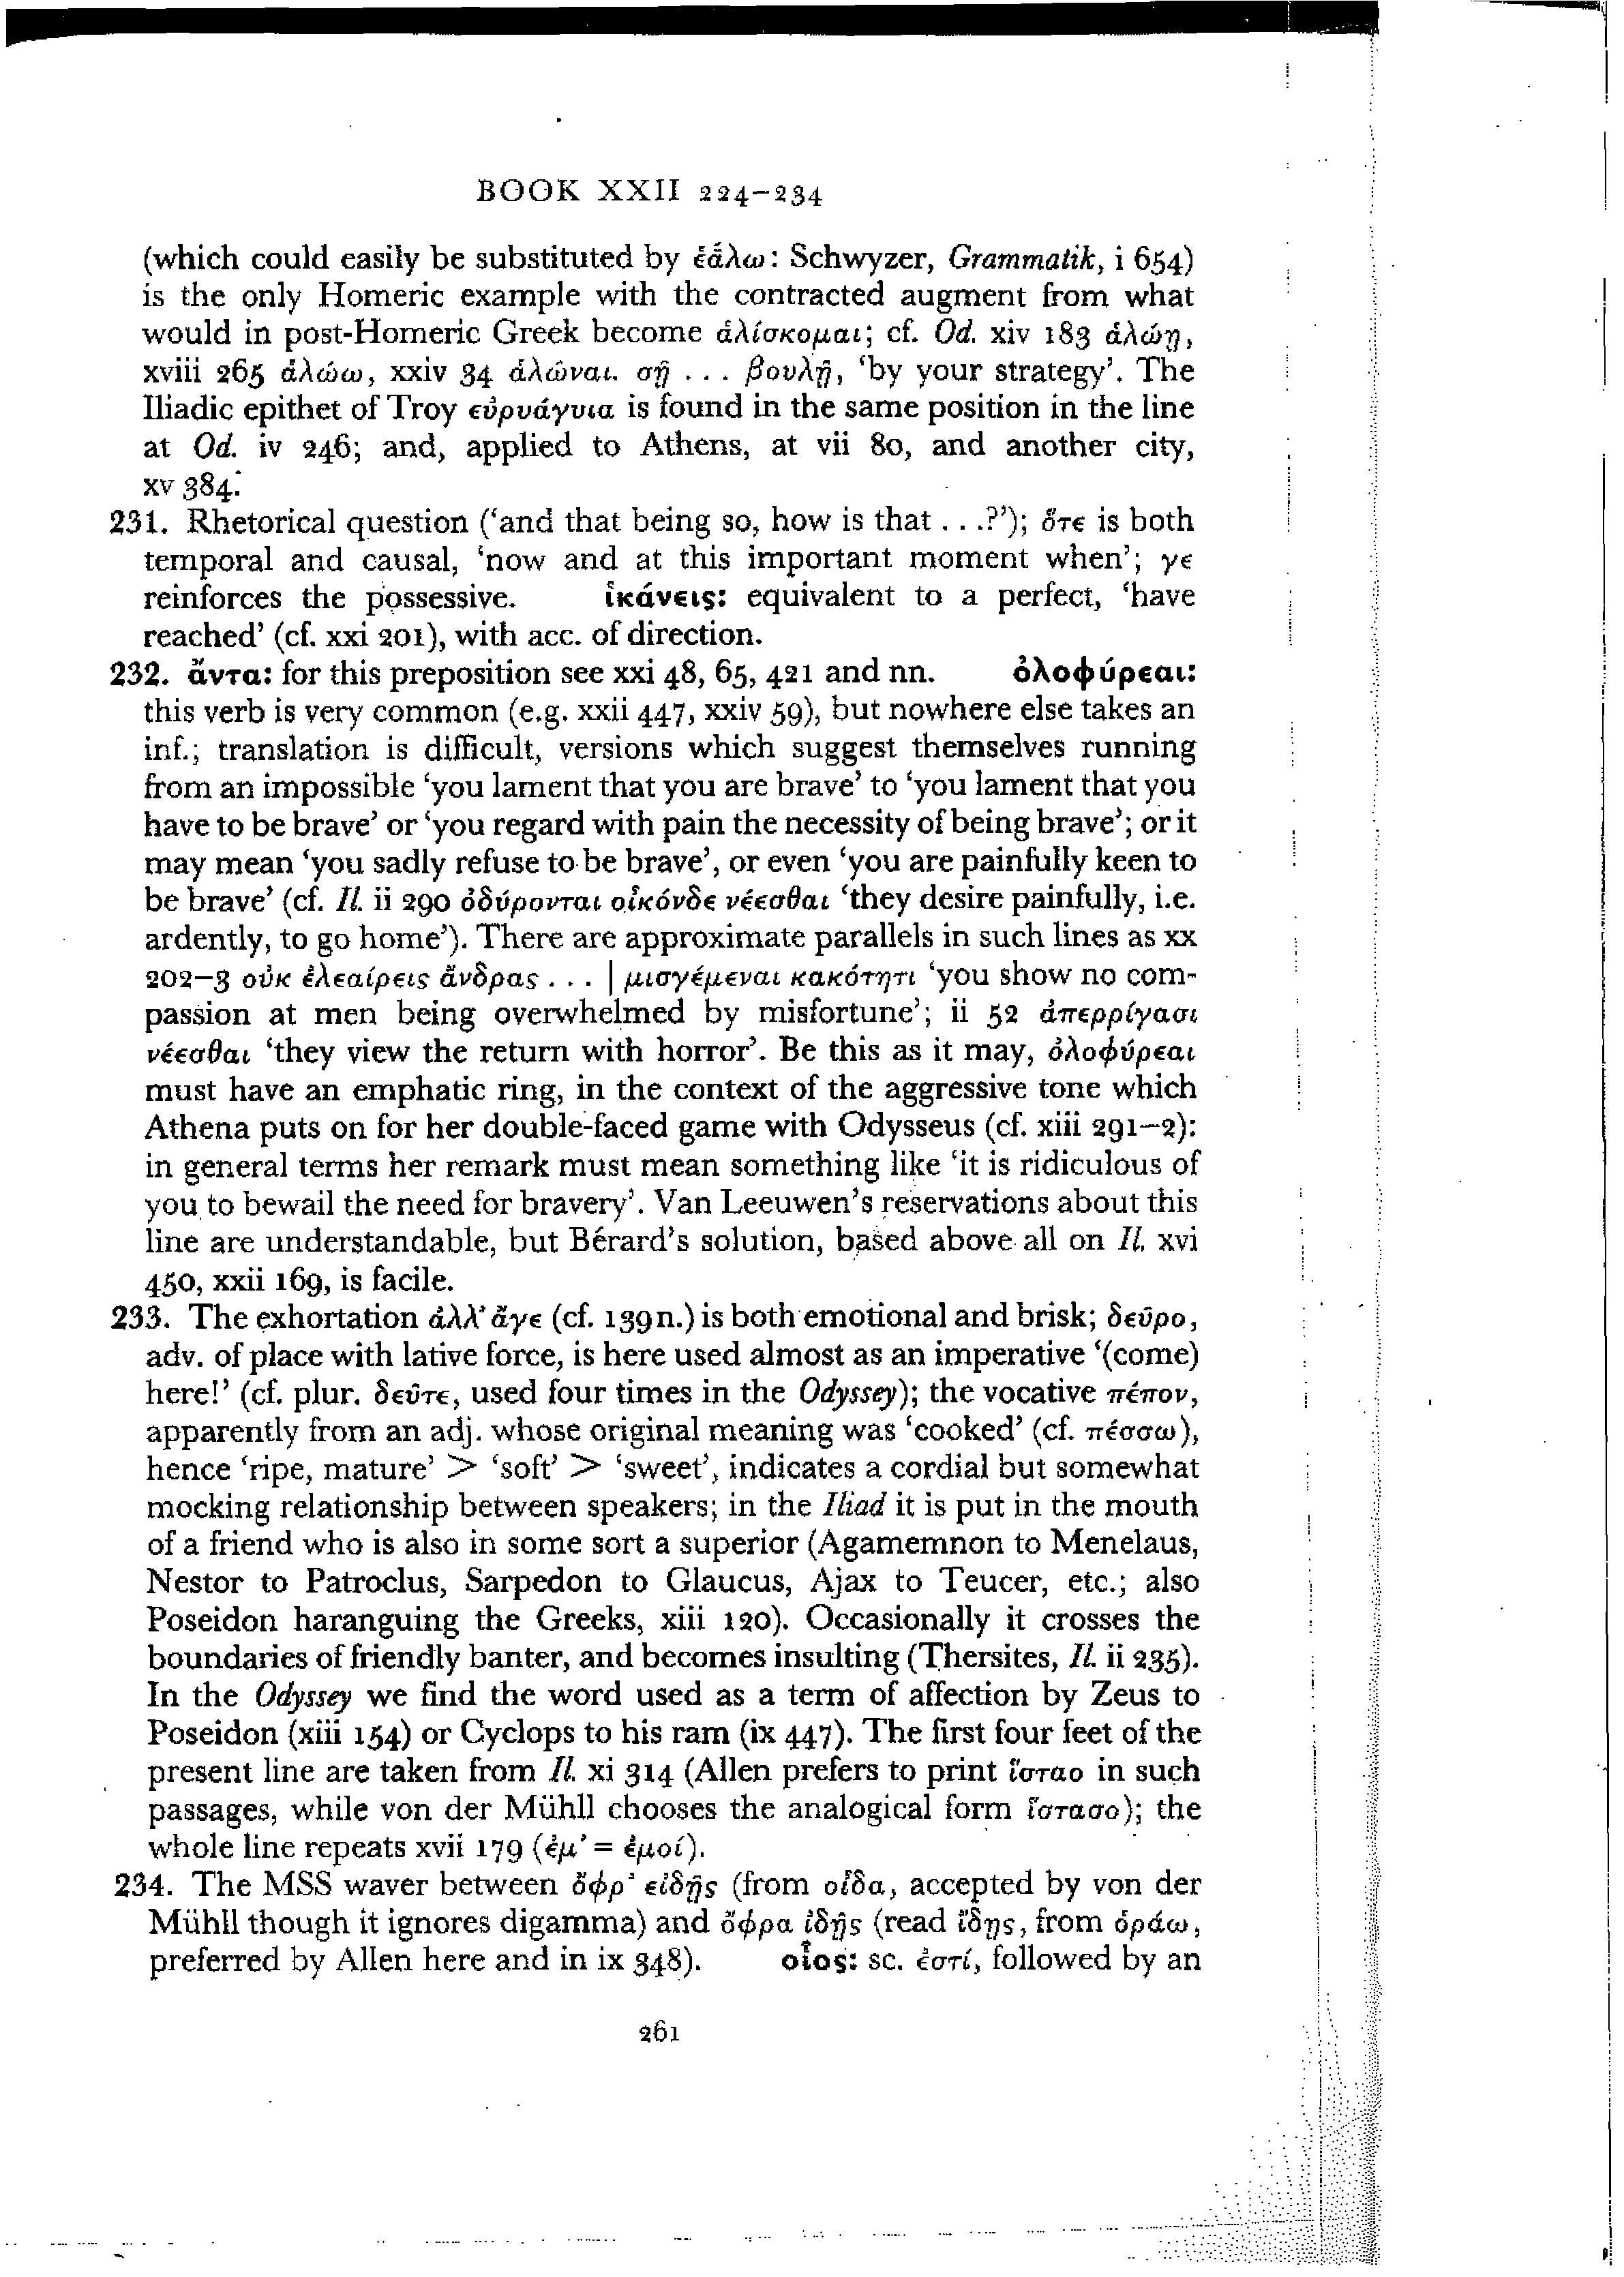 BOOK XXII 224–234
(which could easily be substituted by ἑάλω: Schwyzer, Grammatik, i 654)
is the only Homeric example with the contracted augment from what
would in post-Homeric Greek become ἁλίσκομαι; cf. Od. xiv 183 ἁλώῃ,
xviii 265 ἁλώω, xxiv 34 ἁλῶναι. σῇ . . . βουλῇ, ‘by your strategy’. The
Iliadic epithet of Troy εὐρυάγυια is found in the same position in the line
at Od. iv 246; and, applied to Athens, at vii 80, and another city,
xv 384.
231. Rhetorical question (‘and that being so, how is that . . .?’); ὅτε is both
temporal and causal, ‘now and at this important moment when’; γε
reinforces the possessive. ἱκάνεις: equivalent to a perfect, ‘have
reached’ (cf. xxi 201), with acc. of direction.
232. ἄντα: for this preposition see xxi 48, 65, 421 and nn. ὀλοφύρεαι:
this verb is very common (e.g. xxii 447, xxiv 59), but nowhere else takes an
inf.; translation is difficult, versions which suggest themselves running
from an impossible ‘you lament that you are brave’ to ‘you lament that you
have to be brave’ or ‘you regard with pain the necessity of being brave’; or it
may mean ‘you sadly refuse to be brave’, or even ‘you are painfully keen to
be brave’ (cf. Il. ii 290 ὀδύρονται οἰκόνδε νέεσθαι ‘they desire painfully, i.e.
ardently, to go home’). There are approximate parallels in such lines as xx
202–3 οὐκ ἐλεαίρεις ἄνδρας . . . | μισγέμεναι κακότητι ‘you show no com-
passion at men being overwhelmed by misfortune’; ii 52 ἀπερρίγασι
νέεσθαι ‘they view the return with horror’. Be this as it may, ὀλοφύρεαι
must have an emphatic ring, in the context of the aggressive tone which
Athena puts on for her double-faced game with Odysseus (cf. xiii 291–2):
in general terms her remark must mean something like ‘it is ridiculous of
you to bewail the need for bravery’. Van Leeuwen’s reservations about this
line are understandable, but Bérard’s solution, based above all on Il. xvi
450, xxii 169, is facile.
233. The exhortation ἀλλ’ ἄγε (cf. 139 n.) is both emotional and brisk; δεῦρο,
adv. of place with lative force, is here used almost as an imperative ‘(come)
here!’ (cf. plur. δεῦτε, used four times in the Odyssey); the vocative πέπον,
apparently from an adj. whose original meaning was ‘cooked’ (cf. πέσσω),
hence ‘ripe, mature’ > ‘soft’ > ‘sweet’, indicates a cordial but somewhat
mocking relationship between speakers; in the Iliad it is put in the mouth
of a friend who is also in some sort a superior (Agamemnon to Menelaus,
Nestor to Patroclus, Sarpedon to Glaucus, Ajax to Teucer, etc.; also
Poseidon haranguing the Greeks, xiii 120). Occasionally it crosses the
boundaries of friendly banter, and becomes insulting (Thersites, Il. ii 235).
In the Odyssey we find the word used as a term of affection by Zeus to
Poseidon (xiii 154) or Cyclops to his ram (ix 447). The first four feet of the
present line are taken from Il. xi 314 (Allen prefers to print ἵσταο in such
passages, while von der Mühll chooses the analogical form ἵστασο); the
whole line repeats xvii 179 (ἐμ’ = ἐμοί).
234. The MSS waver between ὄφρ’ εἰδῇς (from οἶδα, accepted by von der
Mühll though it ignores digamma) and ὄφρα ἰδῇς (read ἴδῃς, from ὁράω,
preferred by Allen here and in ix 348). οἷος: sc. ἐστί, followed by an
261